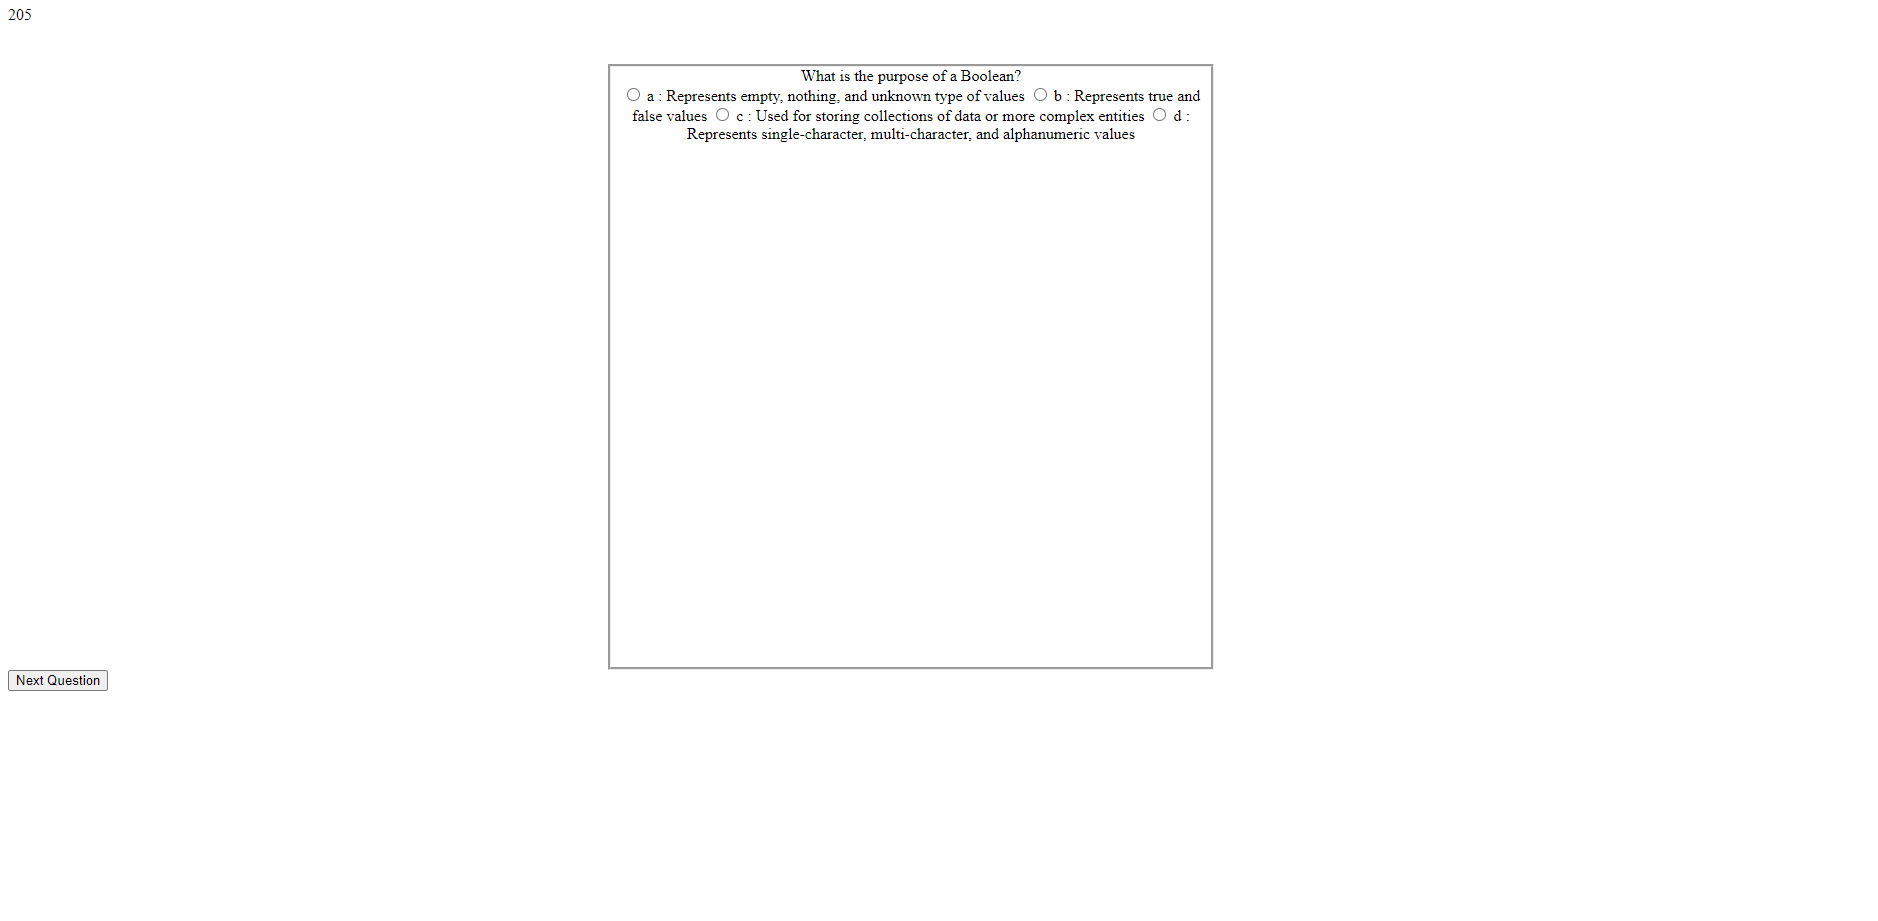 205
What is the purpose of a Boolean?
a : Represents empty, nothing, and unknown type of values b : Represents true and
false values c : Used for storing collections of data or more complex entities d :
Represents single-character, multi-character, and alphanumeric values
Next Question